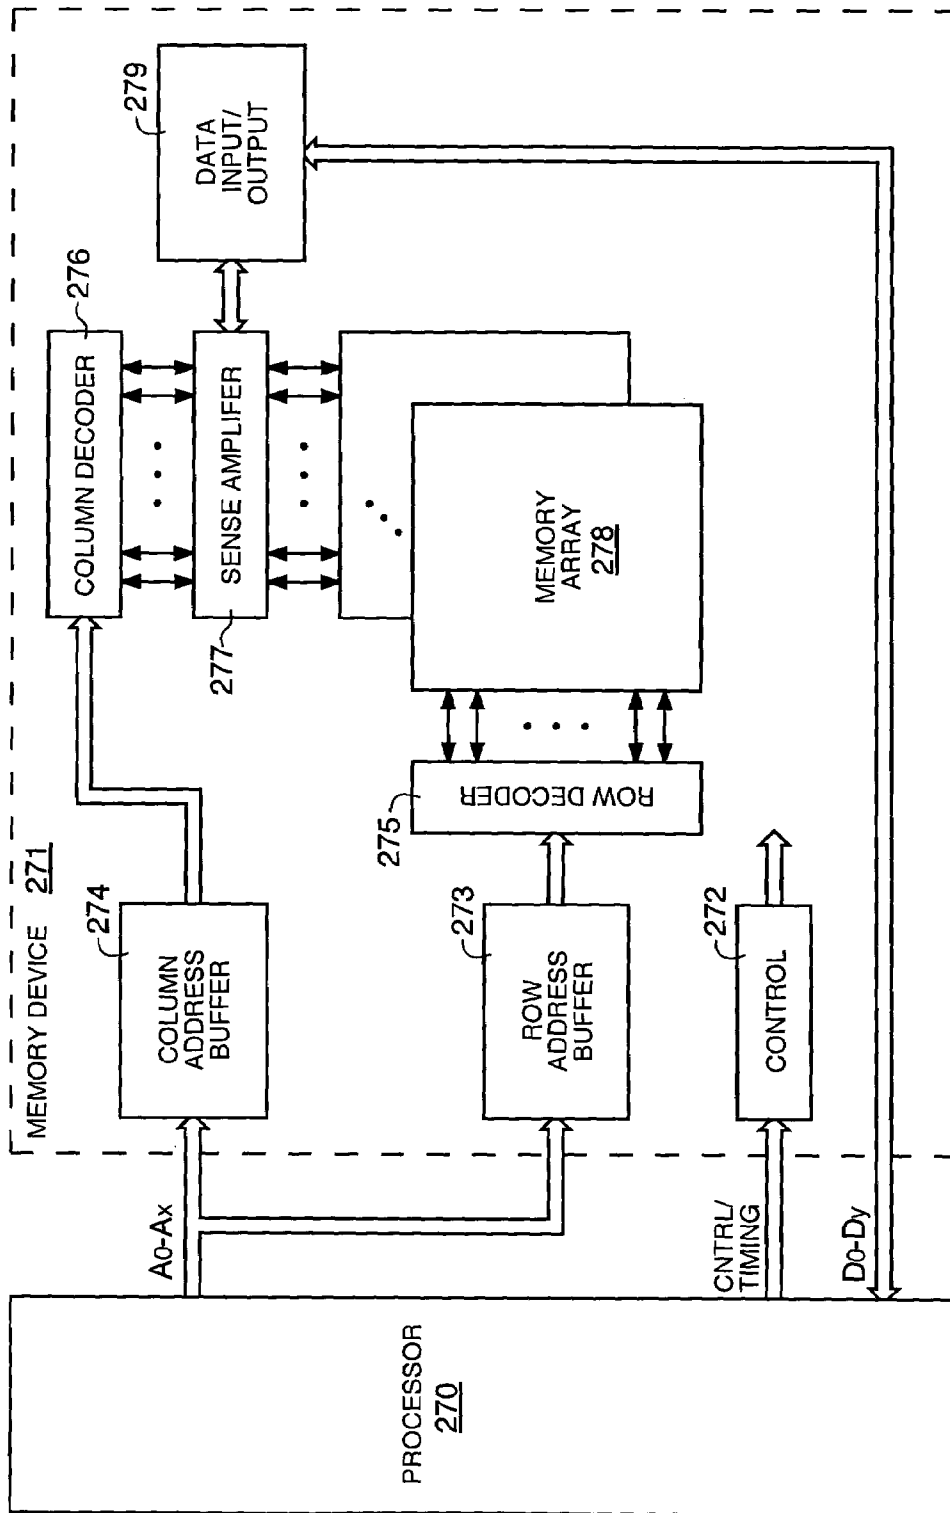 PROCESSOR
270
A0-Ax
CNTRL/
TIMING
D0-Dy
MEMORY DEVICE
271
COLUMN
ADDRESS
BUFFER
274
ROW
ADDRESS
BUFFER
273
CONTROL
272
ROW DECODER
275
COLUMN DECODER
276
SENSE AMPLIFER
277
MEMORY
ARRAY
278
DATA
INPUT/
OUTPUT
279